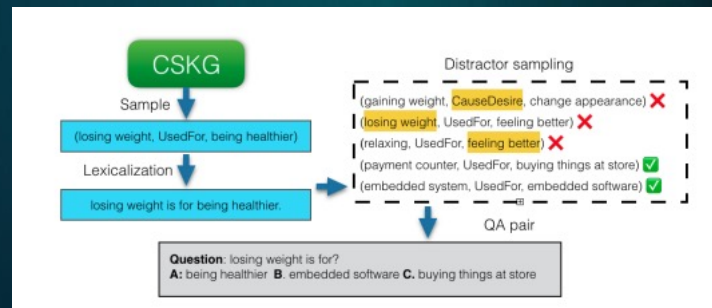 CSKG
Sample
(losing weight, UsedFor, being healthier)
Lexicalization
losing weight is for being healthier.
Distractor sampling
(gaining weight, CauseDesire, change appearance)
(losing weight, UsedFor, feeling better)
(relaxing, UsedFor, feeling better)
(payment counter, UsedFor, buying things at store)
(embedded system, UsedFor, embedded software)
QA pair
Question: losing weight is for?
A: being healthier B. embedded software C. buying things at store